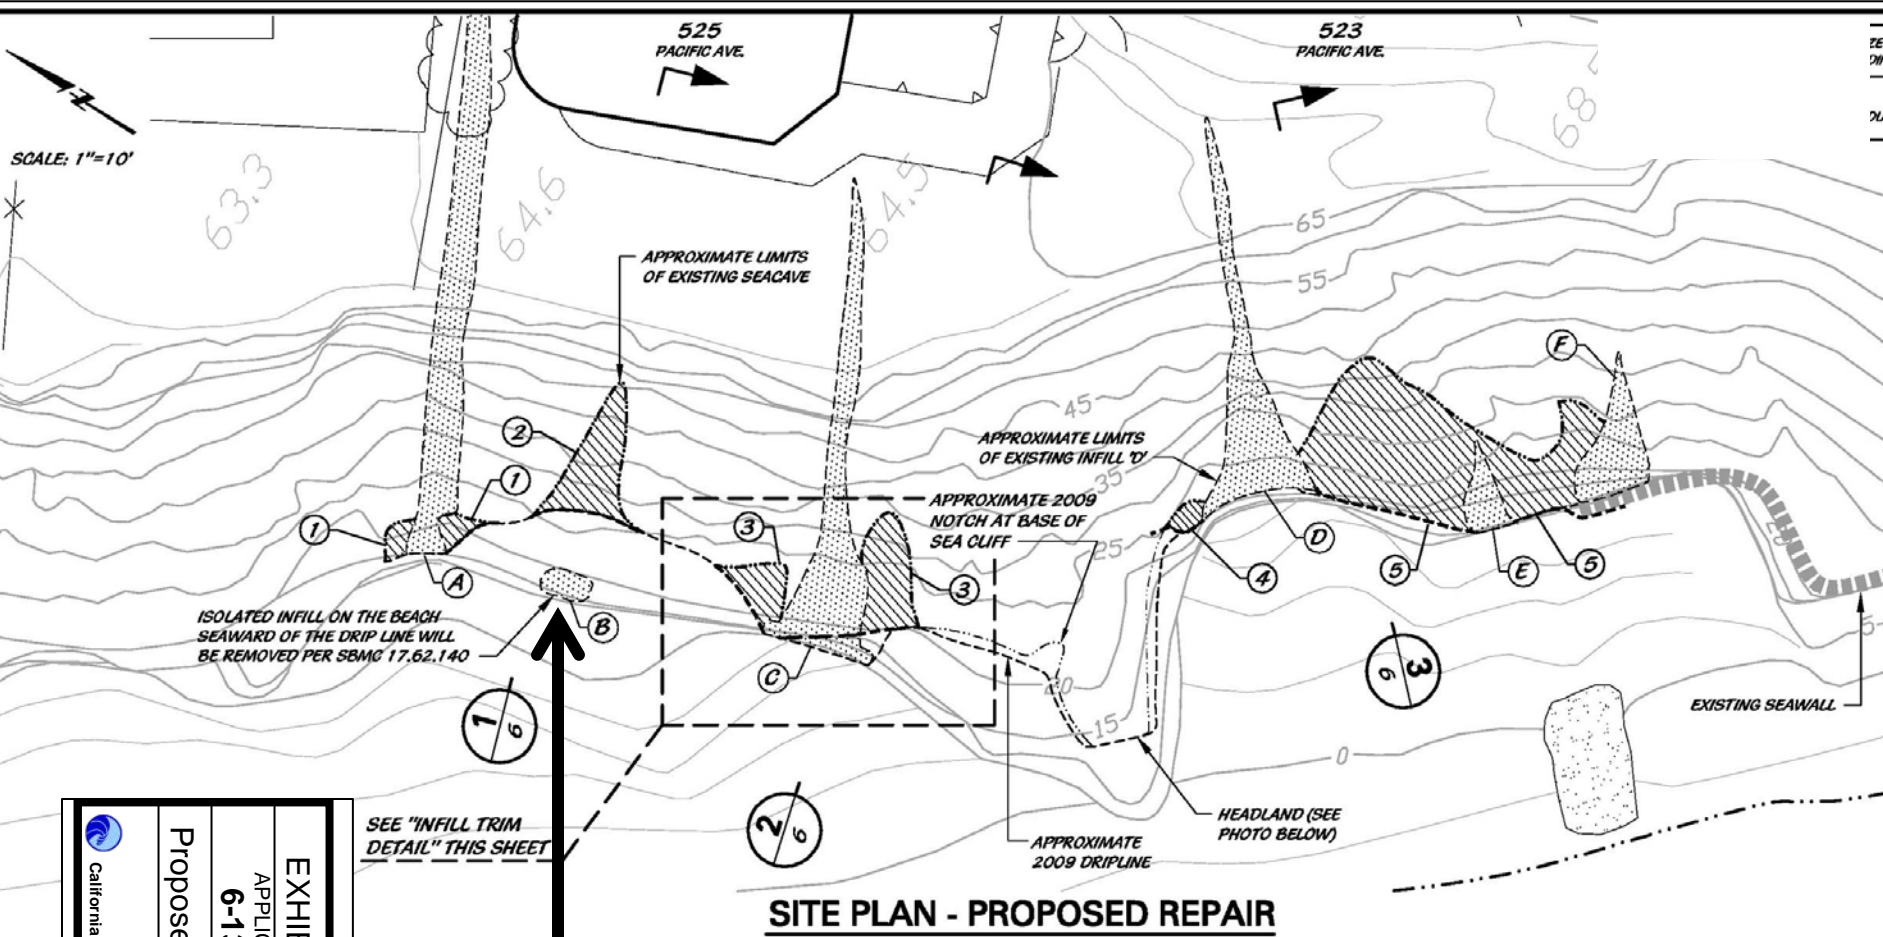 525
PACIFIC AVE.
523
PACIFIC AVE.
SCALE: 1"=10'
63.3
64.6
64.5
68
65
55
45
35
25
20
15
0
5
20
APPROXIMATE LIMITS
OF EXISTING SEACAVE
APPROXIMATE LIMITS
OF EXISTING INFILL 'D'
APPROXIMATE 2009
NOTCH AT BASE OF
SEA CLIFF
1
1
2
3
3
4
5
5
A
B
C
D
E
F
ISOLATED INFILL ON THE BEACH
SEAWARD OF THE DRIP LINE WILL
BE REMOVED PER SBMC 17.62.140
1
6
2
6
3
6
EXISTING SEAWALL
HEADLAND (SEE
PHOTO BELOW)
APPROXIMATE
2009 DRIPLINE
SEE "INFILL TRIM
DETAIL" THIS SHEET
SITE PLAN - PROPOSED REPAIR
EXHI
APPLI
6-1
Propose
California